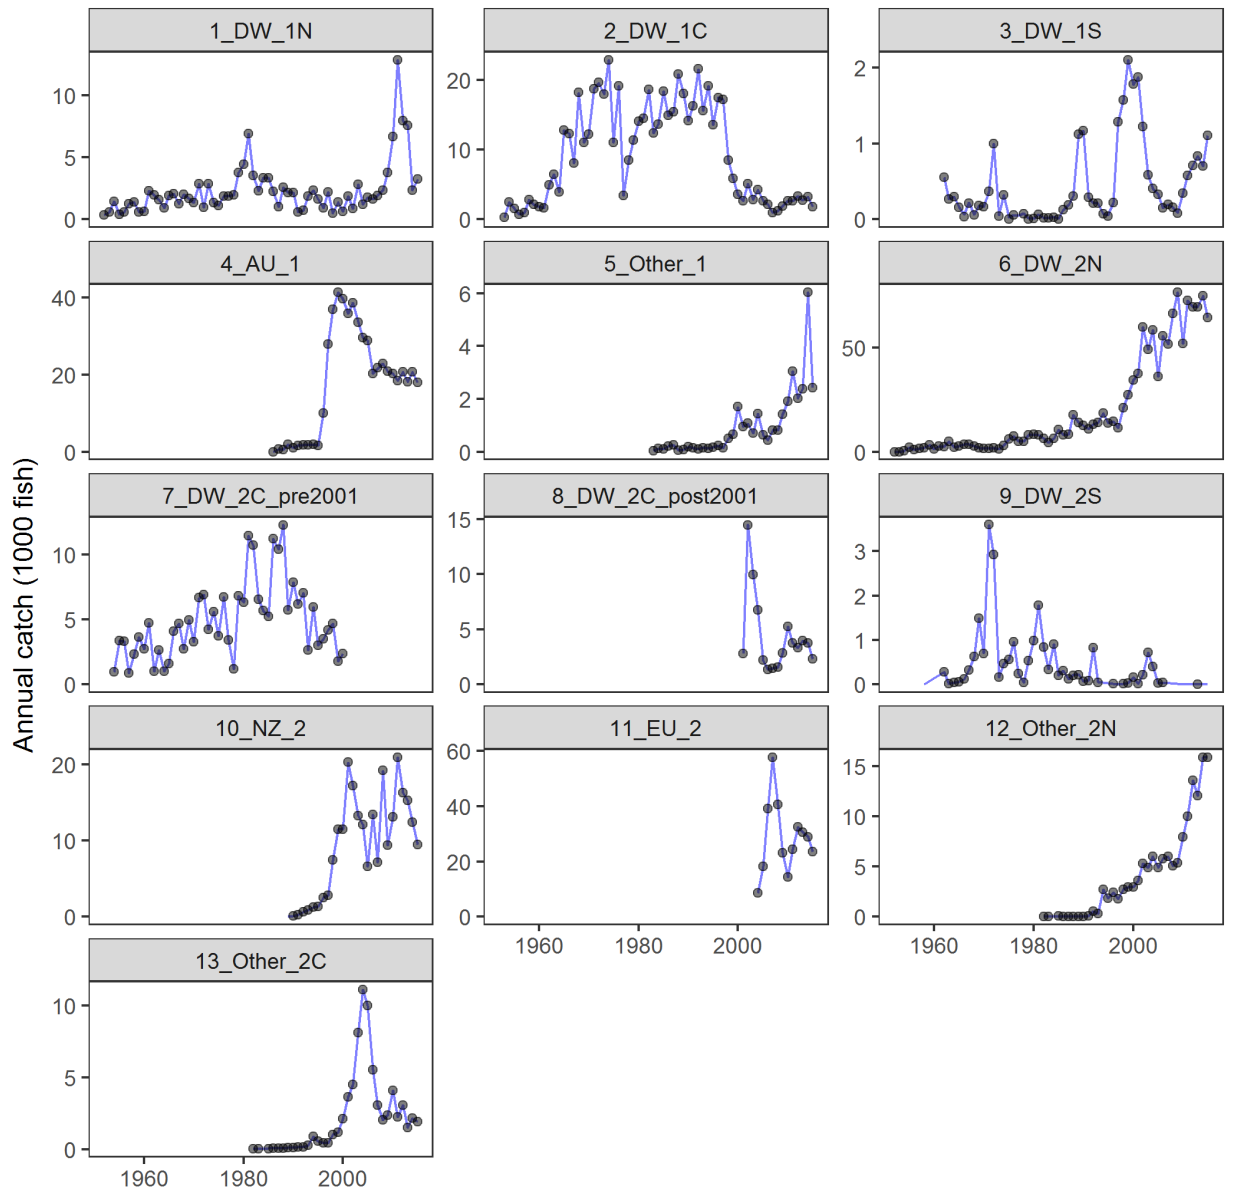 1_DW_1N
2_DW_1C
3_DW_1S
10
5
0
20
10
0
2
1
0
4_AU_1
5_Other_1
6_DW_2N
40
20
0
6
4
2
0
50
0
7_DW_2C_pre2001
8_DW_2C_post2001
9_DW_2S
10
5
0
15
10
5
0
3
2
1
0
10_NZ_2
11_EU_2
12_Other_2N
20
10
0
60
40
20
0
15
10
5
0
1960 1980 2000
1960 1980 2000
13_Other_2C
10
5
0
1960 1980 2000
Annual catch (1000 fish)